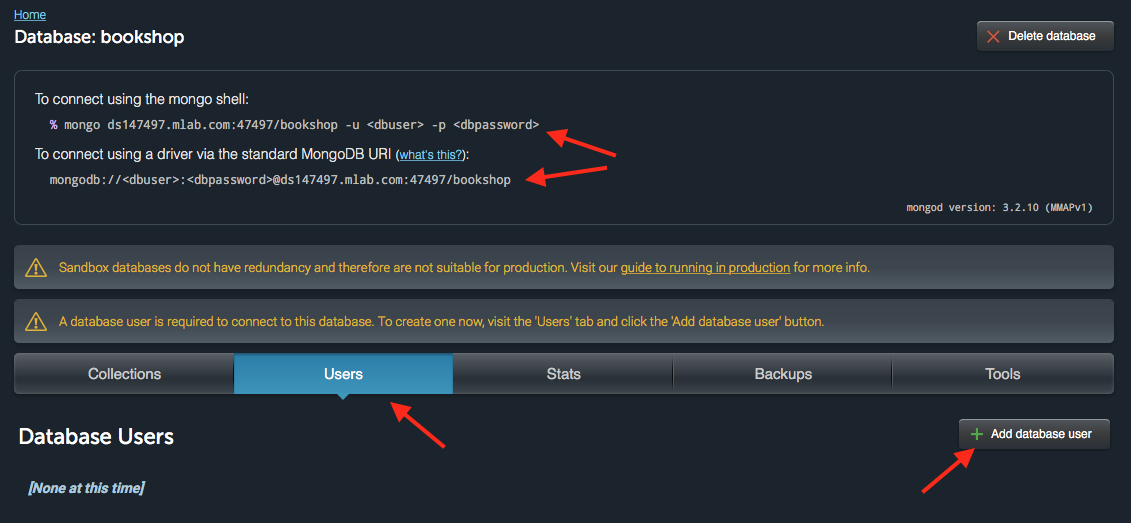 Home
Database: bookshop
Delete database
To connect using the mongo shell:
% mongo ds147497.mlab.com:47497/bookshop -u <dbuser> -p <dbpassword>
To connect using a driver via the standard MongoDB URI (what's this?):
mongodb://<dbuser>:<dbpassword>@ds147497.mlab.com:47497/bookshop
mongod version: 3.2.10 (MMAPv1)
Sandbox databases do not have redundancy and therefore are not suitable for production. Visit our guide to running in production for more info.
A database user is required to connect to this database. To create one now, visit the 'Users' tab and click the 'Add database user' button.
Collections
Users
Stats
Backups
Tools
Database Users
Add database user
[None at this time]